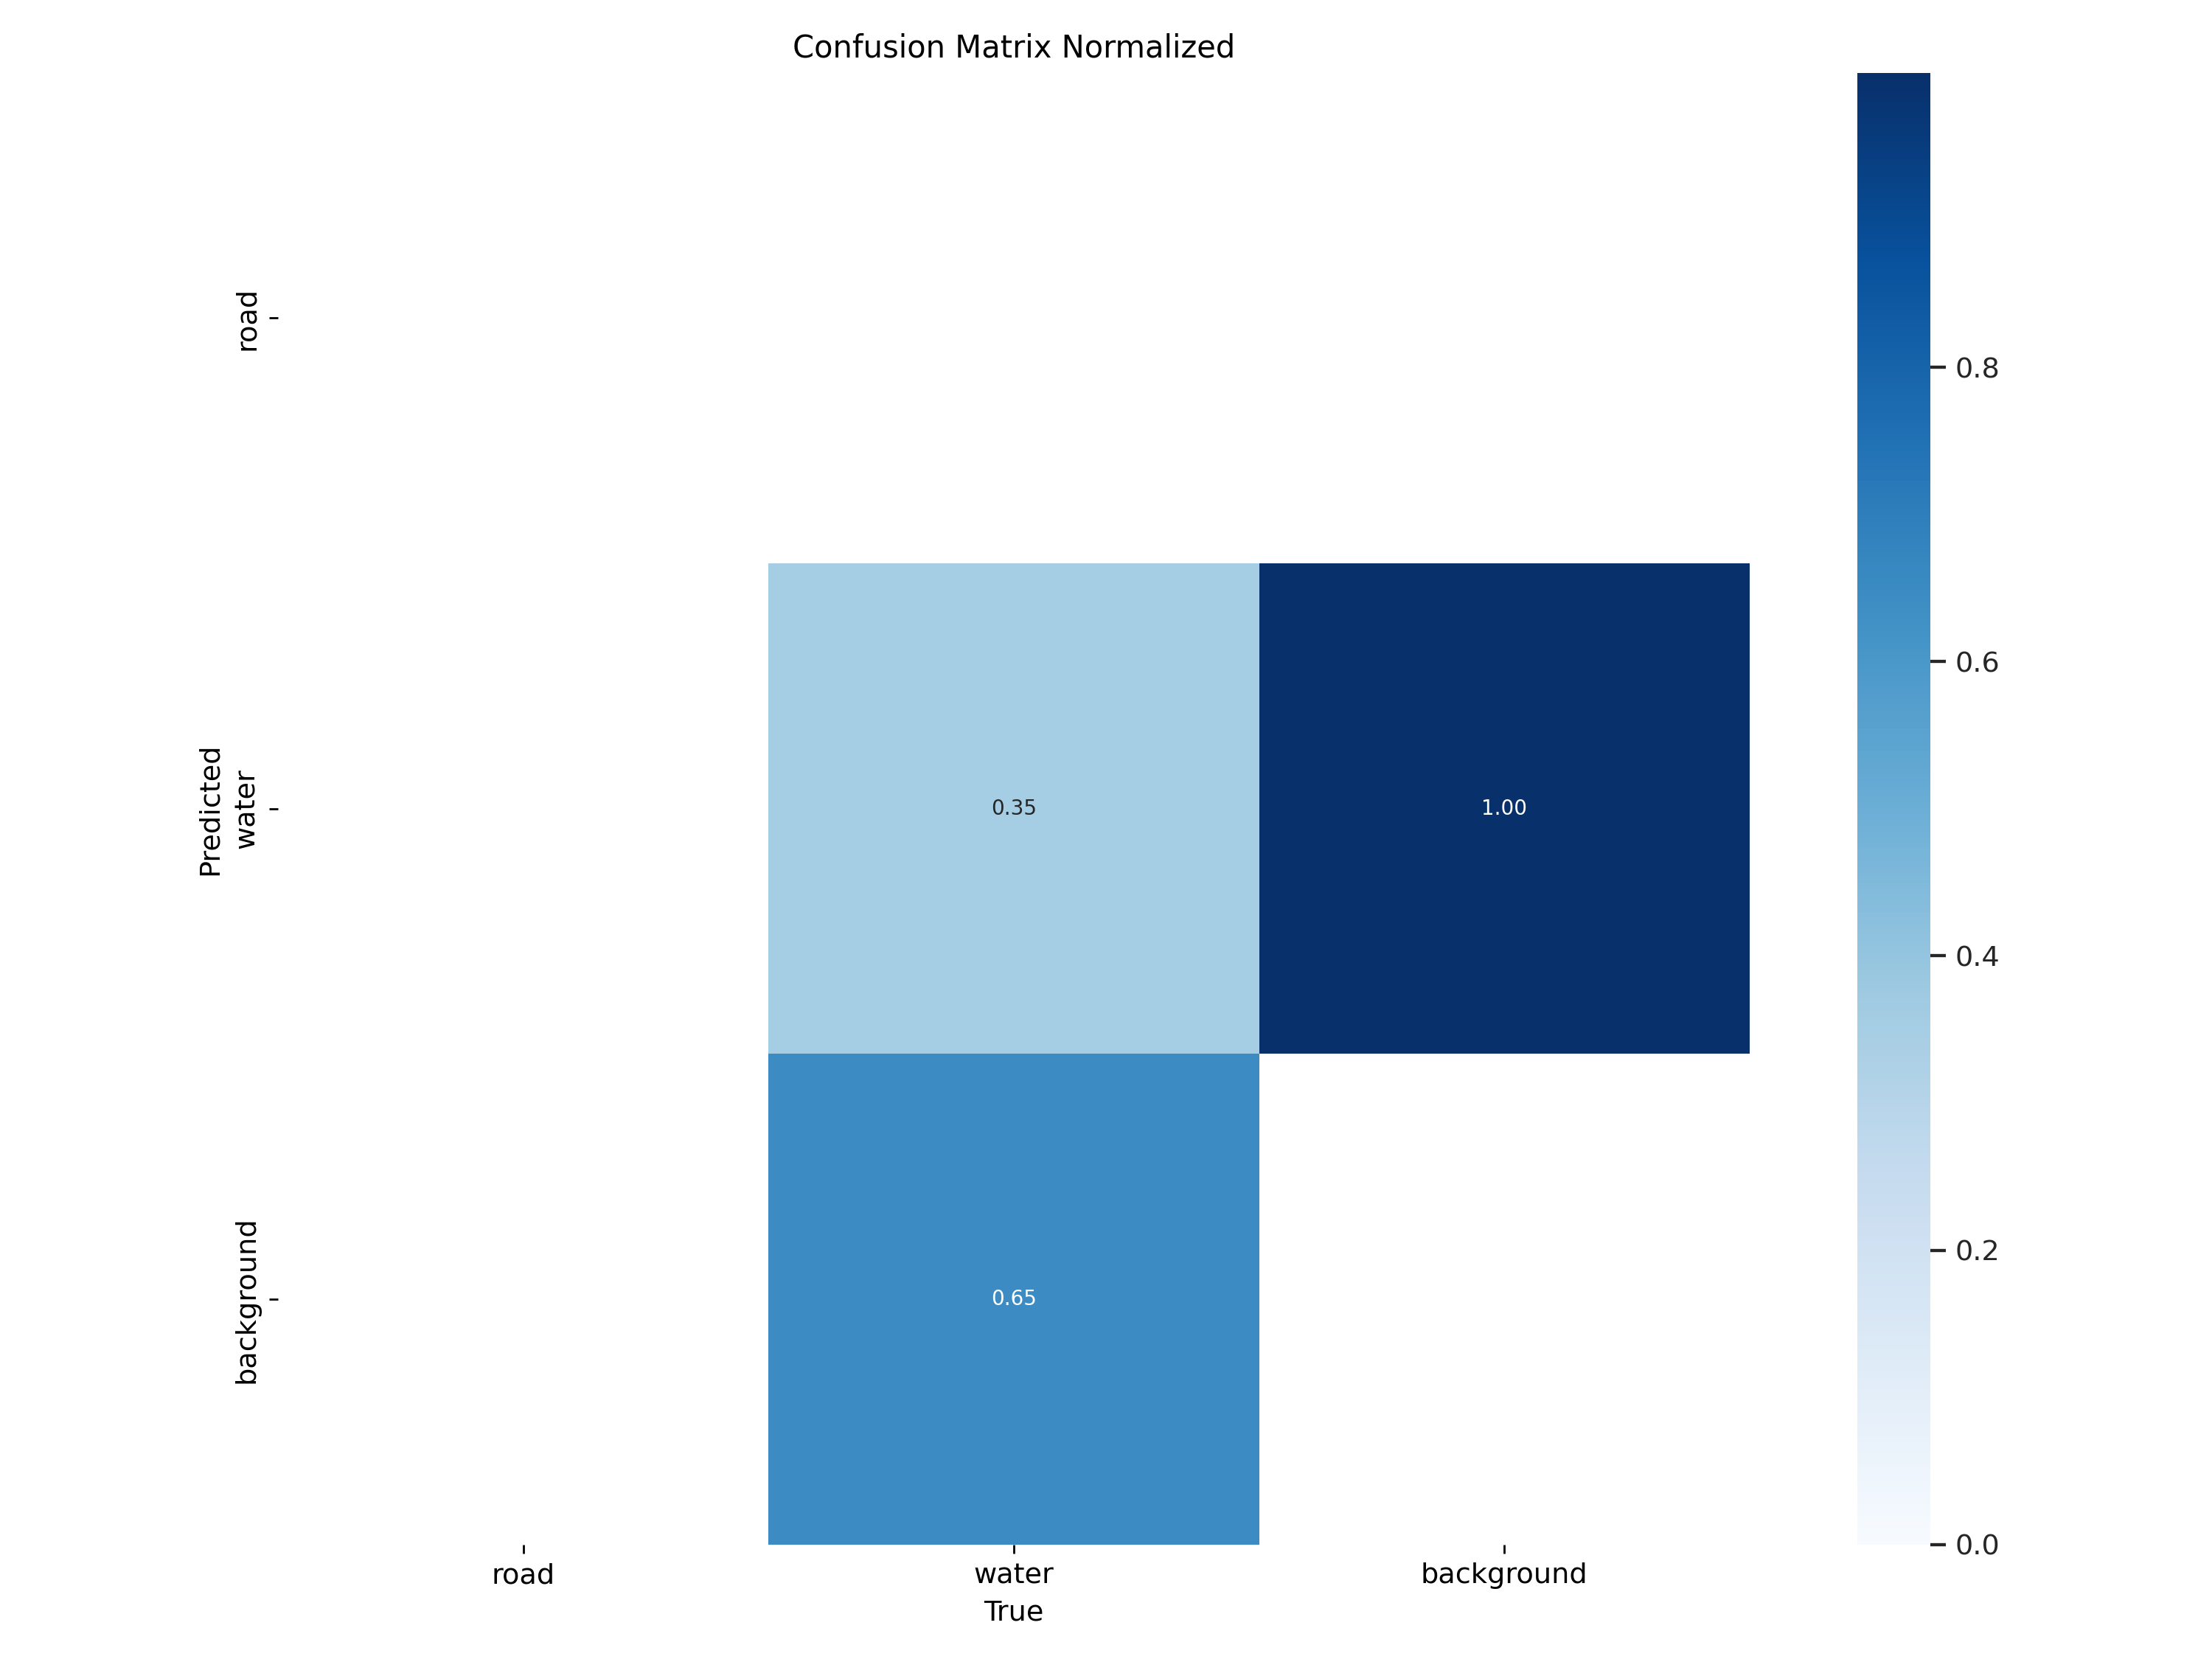 Confusion Matrix Normalized
road
water
background
Predicted
0.35
1.00
0.65
road
water
background
True
0.8
0.6
0.4
0.2
0.0